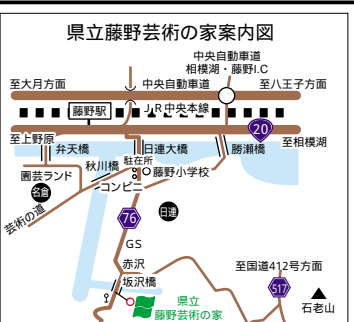 県立藤野芸術の家案内図
中央自動車道
相模湖・藤野I.C
至大月方面
中央自動車道
至八王子方面
藤野駅
JR中央本線
20
至上野原
至相模湖
弁天橋
日連大橋
勝瀬橋
園芸ランド
秋川橋
駐在所
藤野小学校
名倉
コンビニ
芸術の道
76
日連
GS
赤沢
至国道412号方面
坂沢橋
517
県立
藤野芸術の家
石老山